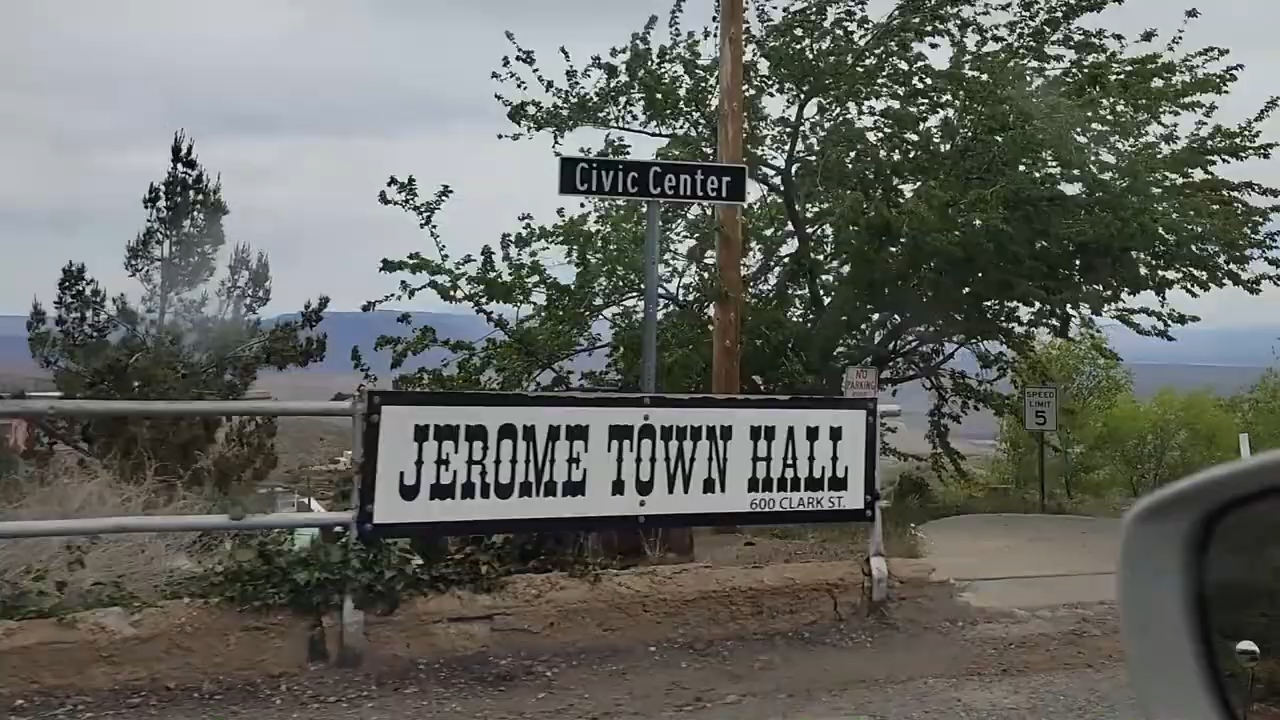 Civic Center
NO
PARKING
SPEED
LIMIT
5
JEROME TOWN HALL
600 CLARK ST.